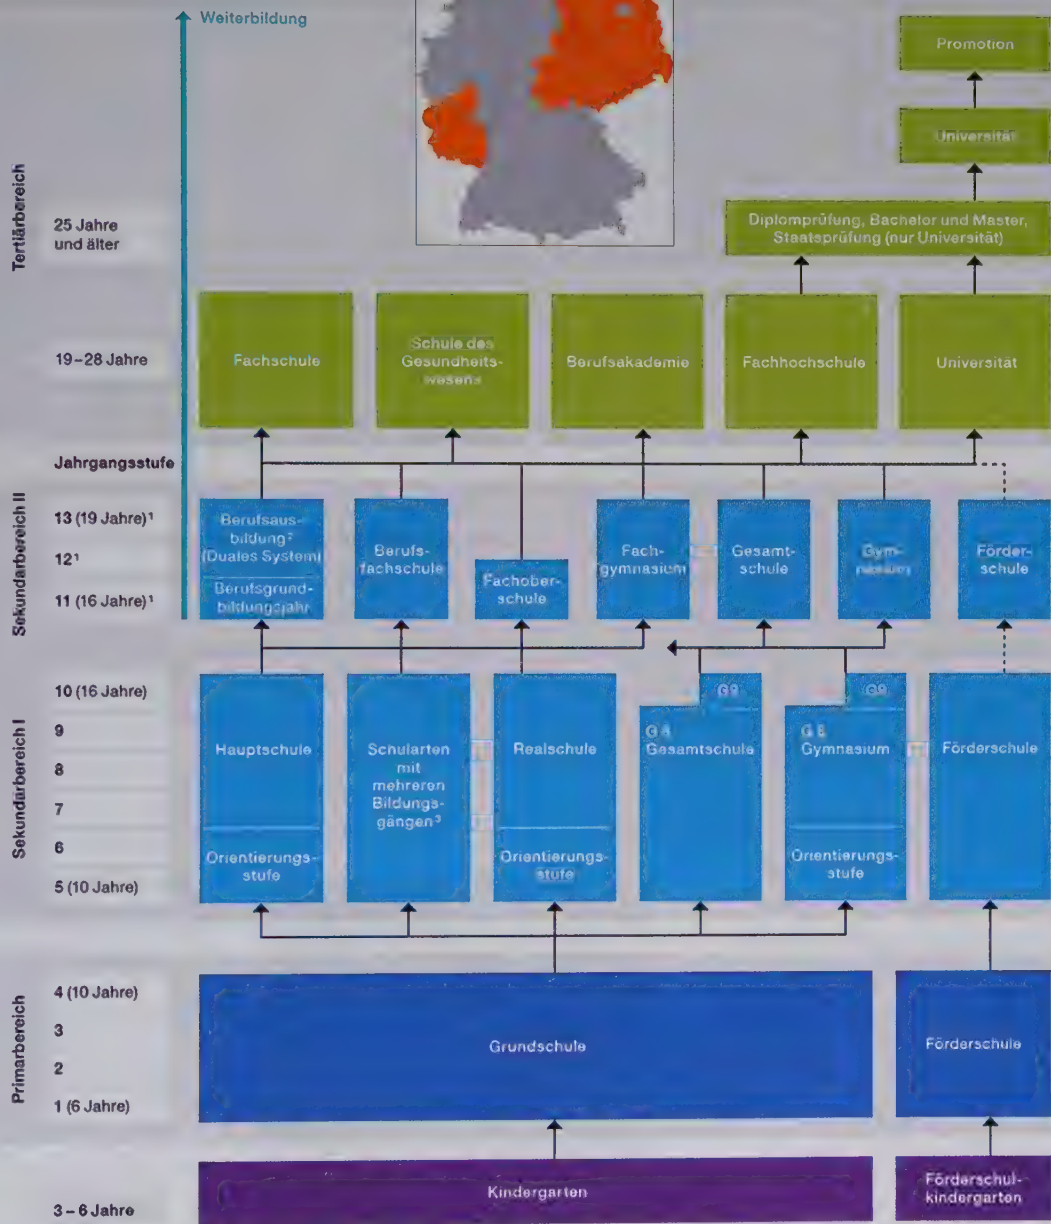 Weiterbildung
Promotion
Universität
Tertiärbereich
25 Jahre
und älter
Diplomprüfung, Bachelor und Master,
Staatsprüfung (nur Universität)
19–28 Jahre
Fachschule
Schule des
Gesundheits-
wesens
Berufsakademie
Fachhochschule
Universität
Jahrgangsstufe
Sekundarbereich II
13 (19 Jahre)¹
12¹
11 (16 Jahre)¹
Berufsaus-
bildung²
(Duales System)
Berufsgrund-
bildungsjahr
Berufs-
fachschule
Fachober-
schule
Fach-
gymnasium
Gesamt-
schule
Gym-
nasium
Förder-
schule
Sekundarbereich I
10 (16 Jahre)
9
8
7
6
5 (10 Jahre)
Hauptschule
Orientierungs-
stufe
Schularten
mit
mehreren
Bildungs-
gängen³
Realschule
Orientierungs-
stufe
G 9
G 8
Gesamtschule
G 9
G 8
Gymnasium
Orientierungs-
stufe
Förderschule
Primarbereich
4 (10 Jahre)
3
2
1 (6 Jahre)
Grundschule
Förderschule
3–6 Jahre
Kindergarten
Förderschul-
kindergarten